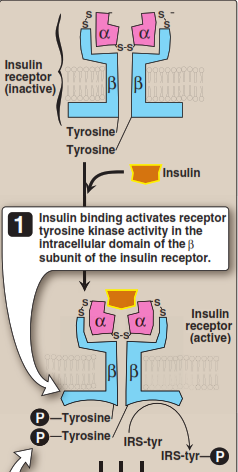 S S
S S
α α
S-S
Insulin
receptor
(inactive)
β β
Tyrosine
Tyrosine
Insulin
1 Insulin binding activates receptor
tyrosine kinase activity in the
intracellular domain of the β
subunit of the insulin receptor.
S S
S S
α α
S-S
Insulin
receptor
(active)
β β
P Tyrosine
P Tyrosine
IRS-tyr
IRS-tyr P